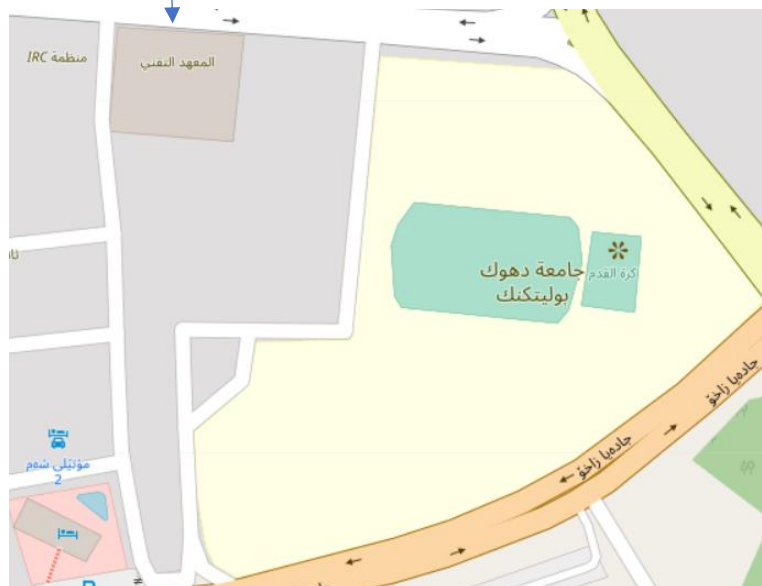 منظمة IRC
المعهد التقني
جامعة دهوك
بوليتكنك
كرة القدم
جادەیا زاخۆ
جادەیا زاخۆ
مۆتێلی شەم
2
P